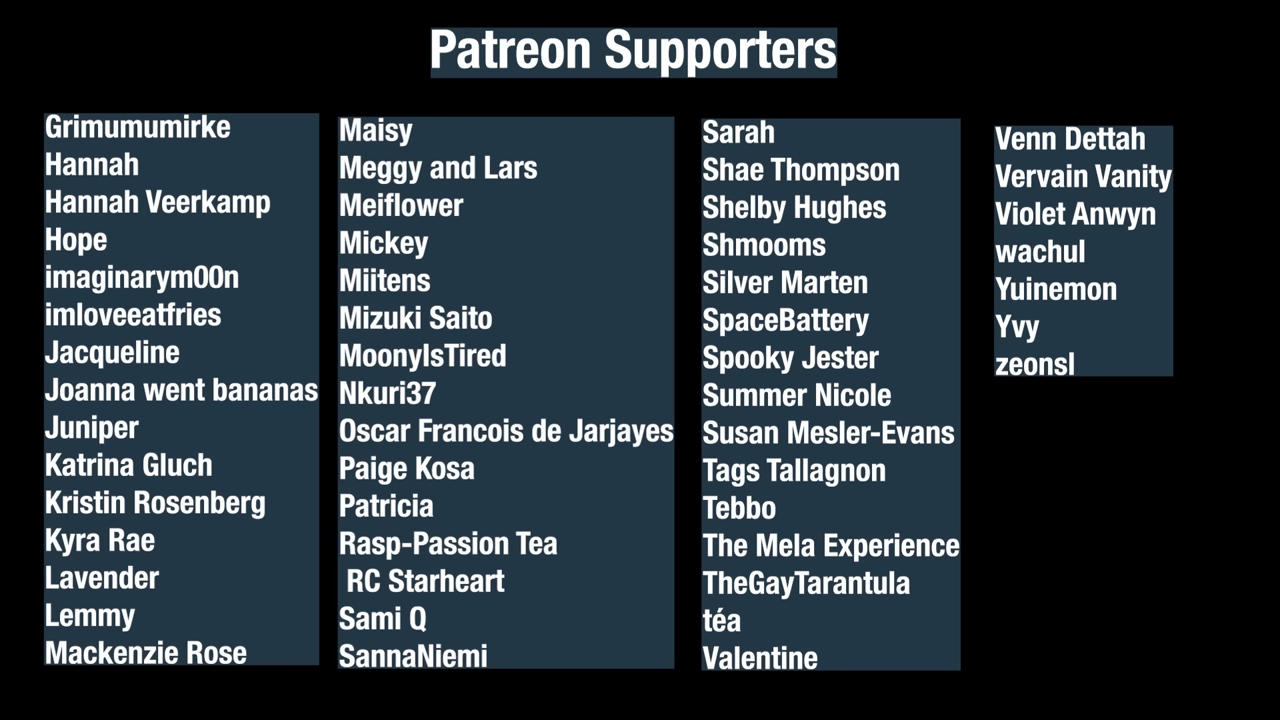 Patreon Supporters
Grimumumirke
Hannah
Hannah Veerkamp
Hope
imaginarym00n
imloveeatfries
Jacqueline
Joanna went bananas
Juniper
Katrina Gluch
Kristin Rosenberg
Kyra Rae
Lavender
Lemmy
Mackenzie Rose
Maisy
Meggy and Lars
Meiflower
Mickey
Miitens
Mizuki Saito
MoonyIsTired
Nkuri37
Oscar Francois de Jarjayes
Paige Kosa
Patricia
Rasp-Passion Tea
RC Starheart
Sami Q
SannaNiemi
Sarah
Shae Thompson
Shelby Hughes
Shmooms
Silver Marten
SpaceBattery
Spooky Jester
Summer Nicole
Susan Mesler-Evans
Tags Tallagnon
Tebbo
The Mela Experience
TheGayTarantula
téa
Valentine
Venn Dettah
Vervain Vanity
Violet Anwyn
wachul
Yuinemon
Yvy
zeonsl